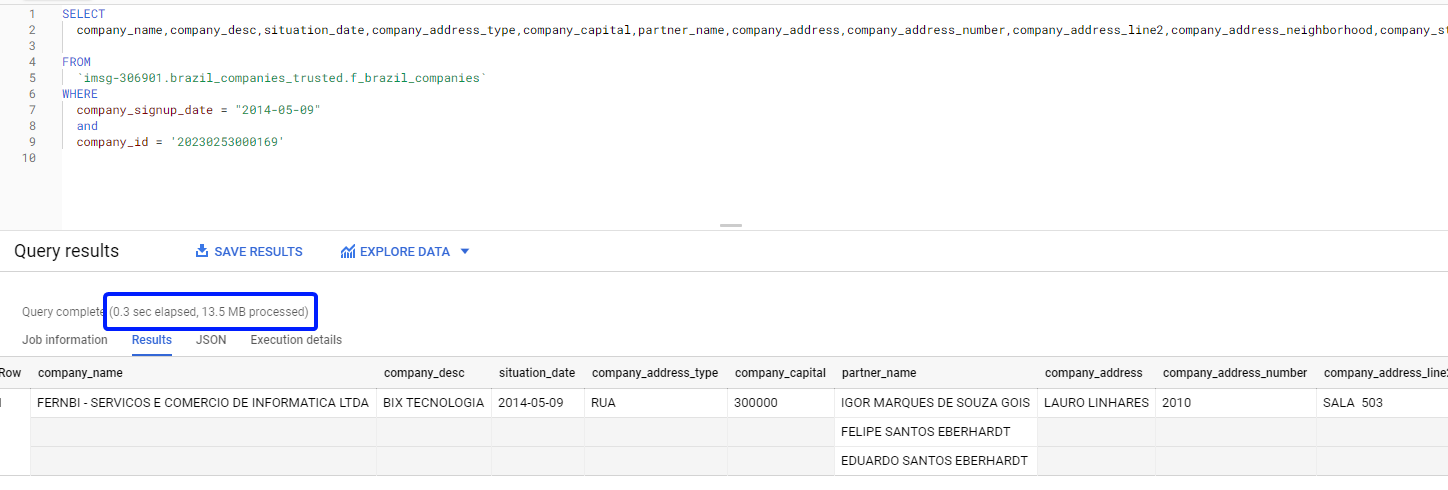 1 SELECT
2 company_name,company_desc,situation_date,company_address_type,company_capital,partner_name,company_address,company_address_number,company_address_line2,company_address_neighborhood,company_st
3
4 FROM
5 `imsg-306901.brazil_companies_trusted.f_brazil_companies`
6 WHERE
7 company_signup_date = "2014-05-09"
8 and
9 company_id = '20230253000169'
10
Query results SAVE RESULTS EXPLORE DATA
Query complete (0.3 sec elapsed, 13.5 MB processed)
Job information Results JSON Execution details
Row company_name company_desc situation_date company_address_type company_capital partner_name company_address company_address_number company_address_line2
1 FERNBI - SERVICOS E COMERCIO DE INFORMATICA LTDA BIX TECNOLOGIA 2014-05-09 RUA 300000 IGOR MARQUES DE SOUZA GOIS LAURO LINHARES 2010 SALA 503
FELIPE SANTOS EBERHARDT
EDUARDO SANTOS EBERHARDT